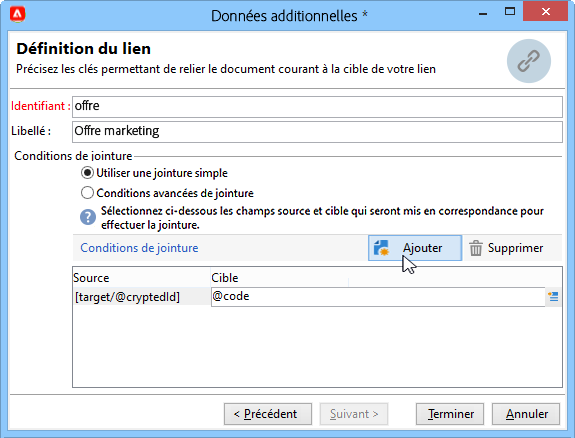 Données additionnelles *
Définition du lien
Précisez les clés permettant de relier le document courant à la cible de votre lien
Identifiant : offre
Libellé : Offre marketing
Conditions de jointure
Utiliser une jointure simple
Conditions avancées de jointure
Sélectionnez ci-dessous les champs source et cible qui seront mis en correspondance pour
effectuer la jointure.
Conditions de jointure Ajouter Supprimer
Source Cible
[target/@cryptedId] @code
< Précédent Suivant > Terminer Annuler